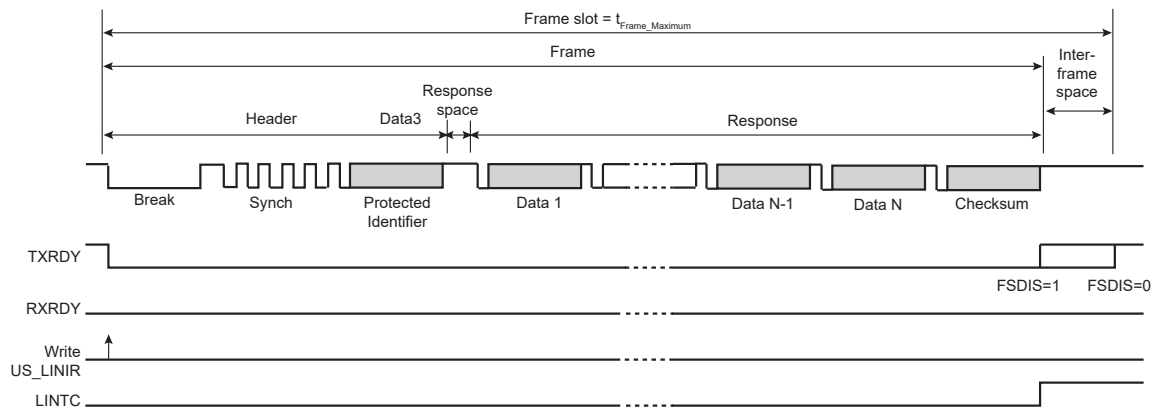 Frame slot = tFrame_Maximum
Frame
Inter-
frame
space
Response
space
Header
Data3
Response
Break
Synch
Protected
Identifier
Data 1
Data N-1
Data N
Checksum
TXRDY
FSDIS=1
FSDIS=0
RXRDY
Write
US_LINIR
LINTC